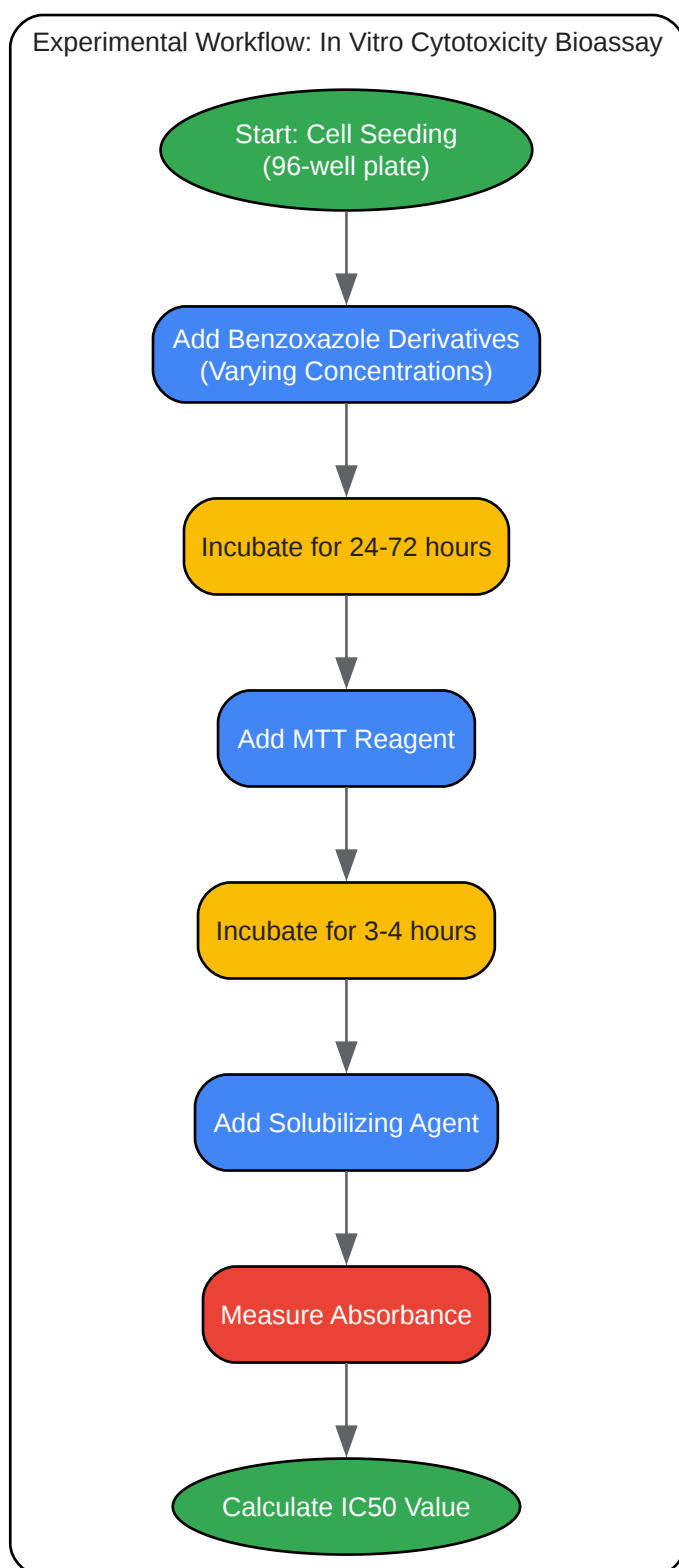 Experimental Workflow: In Vitro Cytotoxicity Bioassay
Start: Cell Seeding
(96-well plate)
Add Benzoxazole Derivatives
(Varying Concentrations)
Incubate for 24-72 hours
Add MTT Reagent
Incubate for 3-4 hours
Add Solubilizing Agent
Measure Absorbance
Calculate IC50 Value